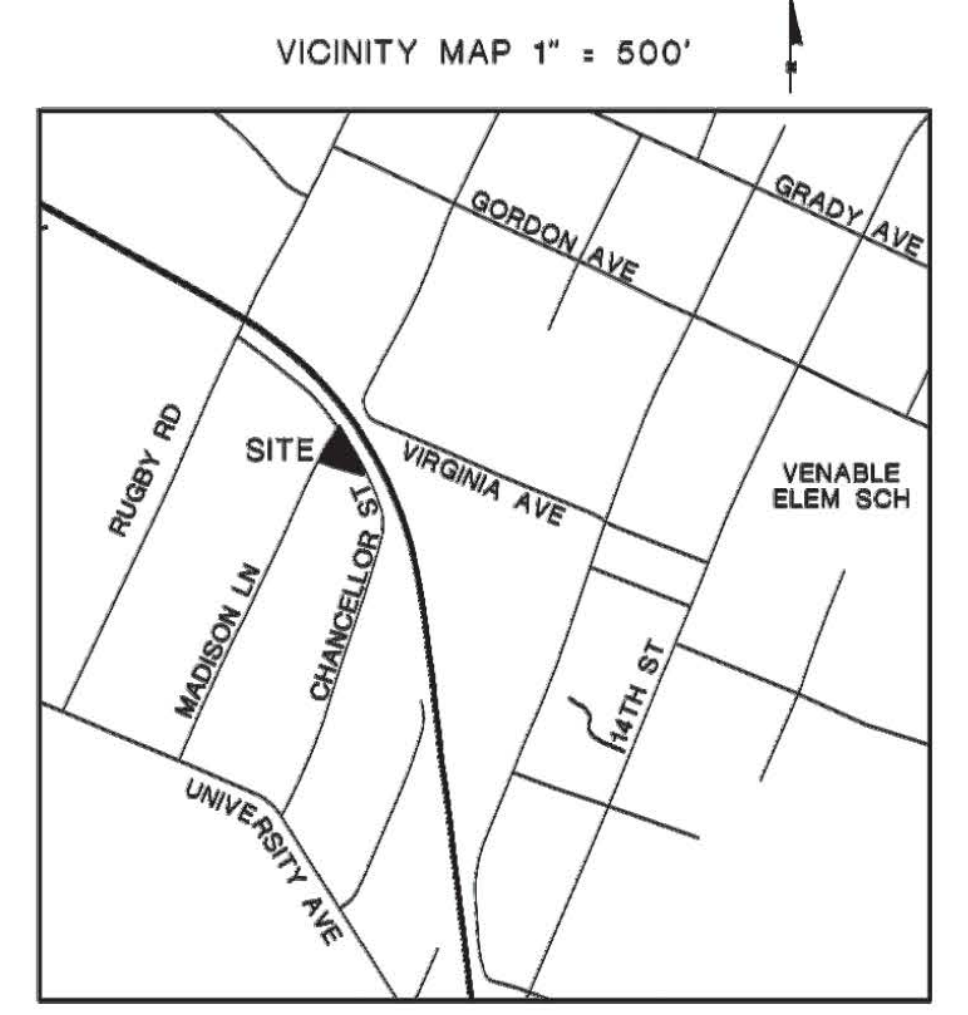 VICINITY MAP 1" = 500'
N
GRADY AVE
GORDON AVE
RUGBY RD
SITE
VIRGINIA AVE
VENABLE
ELEM SCH
CHANCELLOR ST
MADISON LN
14TH ST
UNIVERSITY AVE